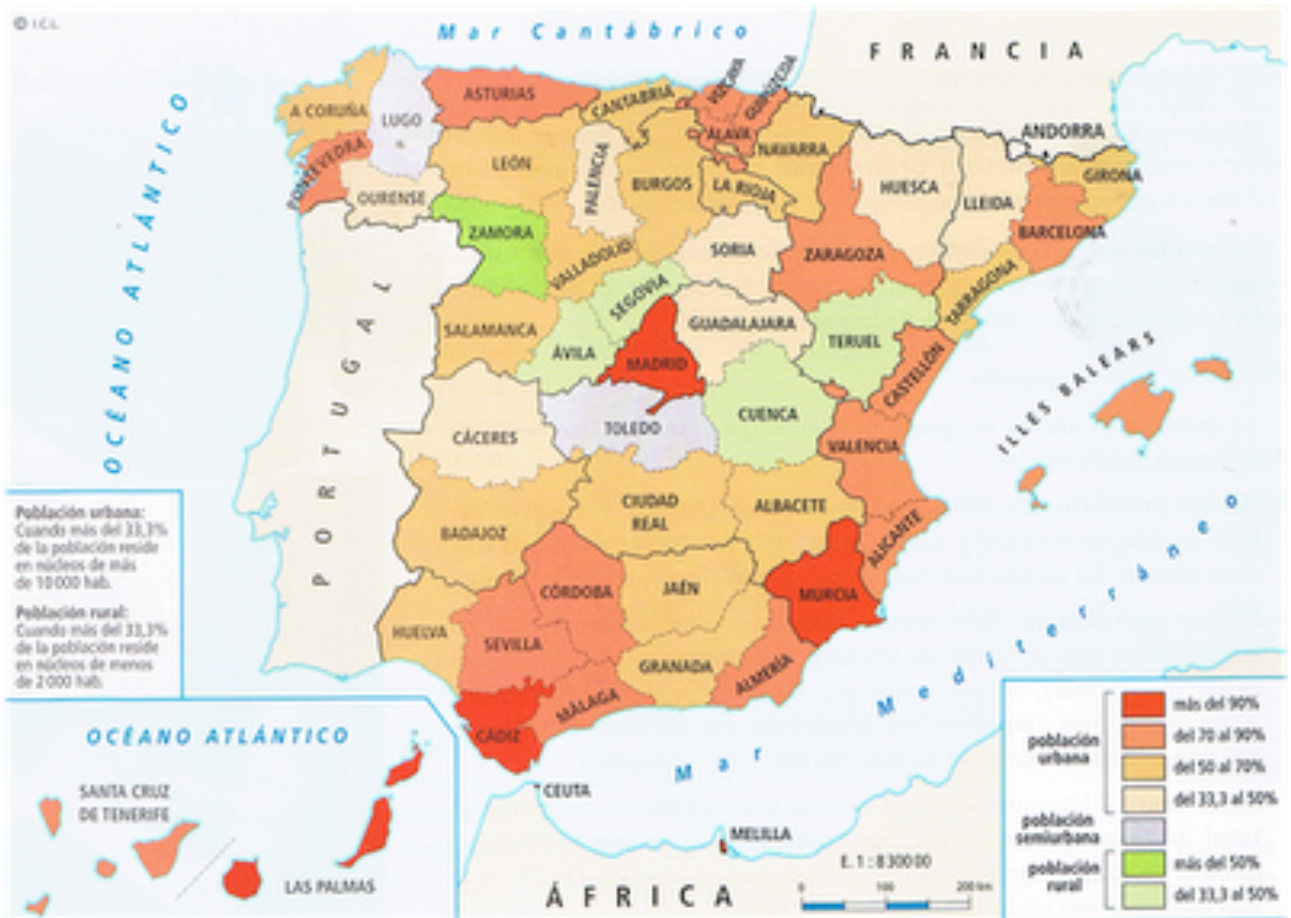 © I.C.L.
Mar Cantábrico
FRANCIA
OCÉANO ATLÁNTICO
A CORUÑA
LUGO
ASTURIAS
CANTABRIA
VIZCAYA
GUIPÚZCOA
ÁLAVA
NAVARRA
ANDORRA
PONTEVEDRA
OURENSE
LEÓN
PALENCIA
BURGOS
LA RIOJA
HUESCA
LLEIDA
GIRONA
BARCELONA
ZAMORA
VALLADOLID
SORIA
ZARAGOZA
TARRAGONA
PORTUGAL
SALAMANCA
ÁVILA
SEGOVIA
MADRID
GUADALAJARA
TERUEL
CASTELLÓN
ILLES BALEARS
CÁCERES
TOLEDO
CUENCA
VALENCIA
BADAJOZ
CIUDAD
REAL
ALBACETE
ALICANTE
HUELVA
SEVILLA
CÓRDOBA
JAÉN
MURCIA
GRANADA
ALMERÍA
MÁLAGA
CÁDIZ
Mar Mediterráneo
CEUTA
MELILLA
ÁFRICA
Población urbana:
Cuando más del 33,3%
de la población reside
en núcleos de más
de 10 000 hab.
Población rural:
Cuando más del 33,3%
de la población reside
en núcleos de menos
de 2 000 hab.
OCÉANO ATLÁNTICO
SANTA CRUZ
DE TENERIFE
LAS PALMAS
E. 1 : 8 300 00
0 100 200 km
población
urbana
más del 90%
del 70 al 90%
del 50 al 70%
del 33,3 al 50%
población
semiurbana
población
rural
más del 50%
del 33,3 al 50%